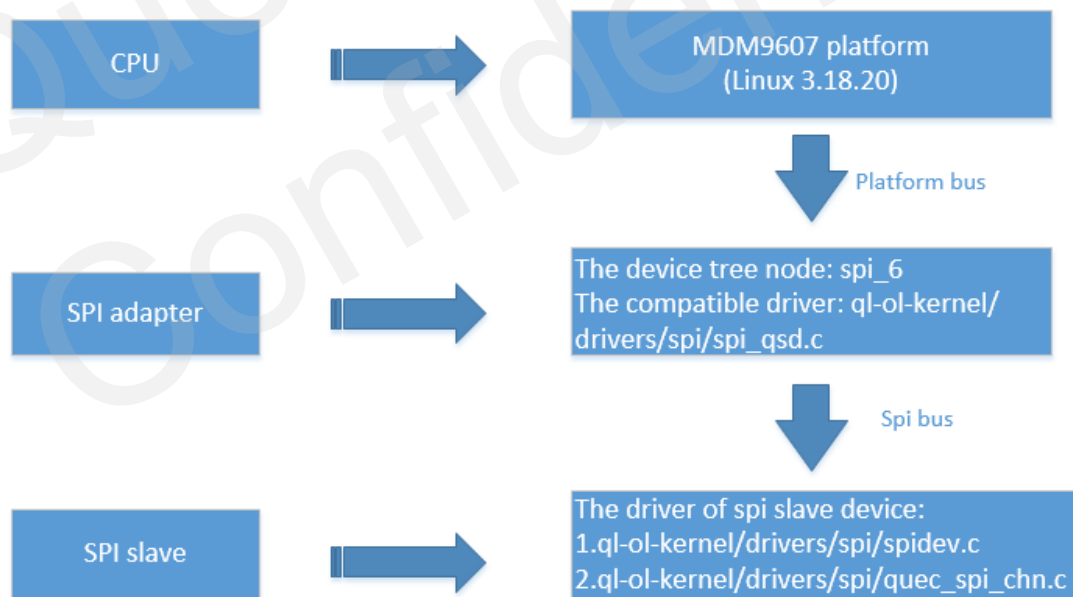 CPU
MDM9607 platform
(Linux 3.18.20)
Platform bus
SPI adapter
The device tree node: spi_6
The compatible driver: ql-ol-kernel/
drivers/spi/spi_qsd.c
Spi bus
SPI slave
The driver of spi slave device:
1.ql-ol-kernel/drivers/spi/spidev.c
2.ql-ol-kernel/drivers/spi/quec_spi_chn.c